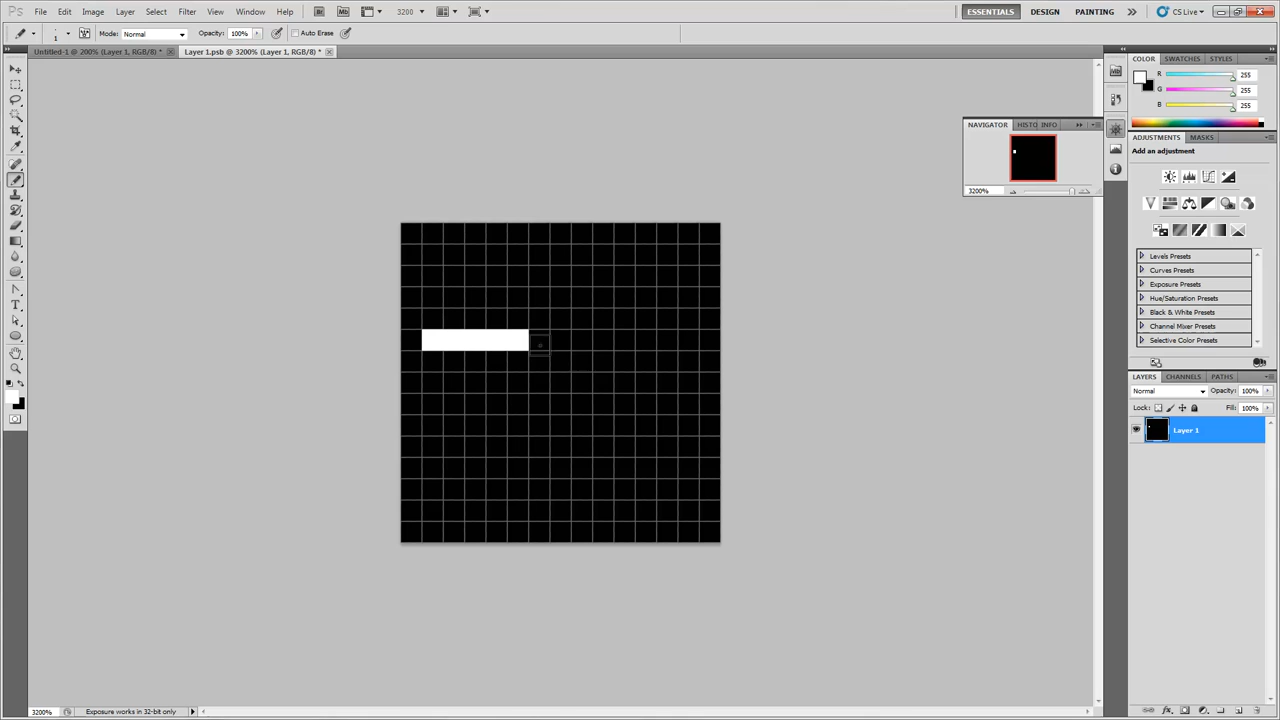 Ps File Edit Image Layer Select Filter View Window Help Mb 3200 ESSENTIALS DESIGN PAINTING CS Live
1 Mode: Normal Opacity: 100% Auto Erase
Untitled-1 @ 200% (Layer 1, RGB/8) * Layer 1.psb @ 3200% (Layer 1, RGB/8) *
COLOR SWATCHES STYLES
R 255
G 255
B 255
NAVIGATOR HISTO INFO
3200%
ADJUSTMENTS MASKS
Add an adjustment
Levels Presets
Curves Presets
Exposure Presets
Hue/Saturation Presets
Black & White Presets
Channel Mixer Presets
Selective Color Presets
LAYERS CHANNELS PATHS
Normal Opacity: 100%
Lock: Fill: 100%
Layer 1
3200% Exposure works in 32-bit only